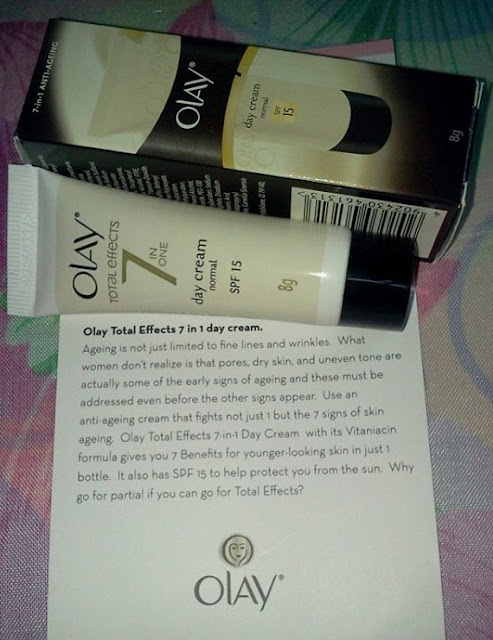 7-in-1 ANTI-AGEING
OLAY®
day cream
normal
SPF
15
8g
4 902430 461313
OLAY®
TOTAL EFFECTS
7 IN
ONE
day cream
normal
SPF 15
8g
Olay Total Effects 7 in 1 day cream.
Ageing is not just limited to fine lines and wrinkles. What
women don't realize is that pores, dry skin, and uneven tone are
actually some of the early signs of ageing and these must be
addressed even before the other signs appear. Use an
anti-ageing cream that fights not just 1 but the 7 signs of skin
ageing. Olay Total Effects 7-in-1 Day Cream with its Vitaniacin
formula gives you 7 Benefits for younger-looking skin in just 1
bottle. It also has SPF 15 to help protect you from the sun. Why
go for partial if you can go for Total Effects?
OLAY®